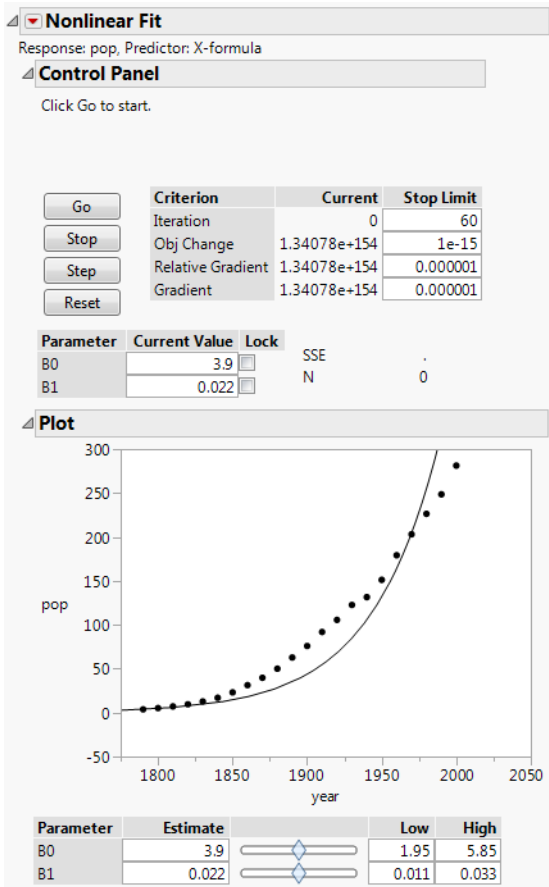 Nonlinear Fit
Response: pop, Predictor: X-formula
Control Panel
Click Go to start.
Go
Stop
Step
Reset
Criterion Current Stop Limit
Iteration 0 60
Obj Change 1.34078e+154 1e-15
Relative Gradient 1.34078e+154 0.000001
Gradient 1.34078e+154 0.000001
Parameter Current Value Lock
B0 3.9
B1 0.022
SSE .
N 0
Plot
300
250
200
150
100
50
0
-50
pop
1800 1850 1900 1950 2000 2050
year
Parameter Estimate Low High
B0 3.9 1.95 5.85
B1 0.022 0.011 0.033